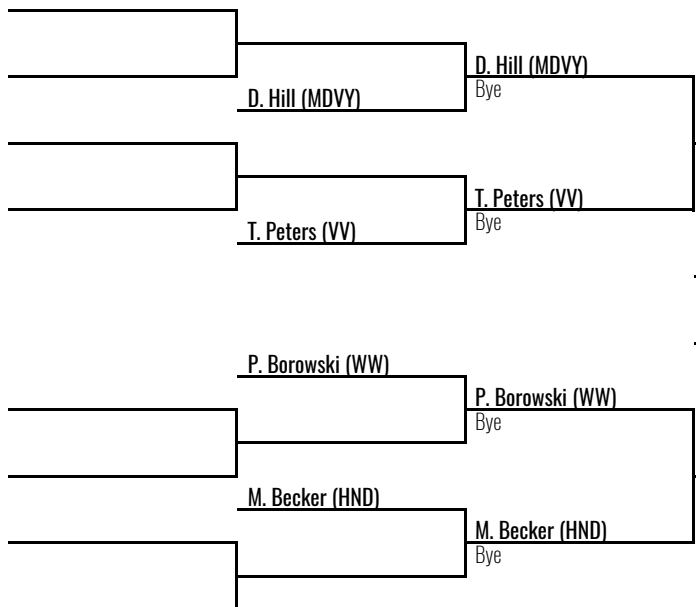 D. Hill (MDVY)
Bye
D. Hill (MDVY)
T. Peters (VV)
Bye
T. Peters (VV)
P. Borowski (WW)
P. Borowski (WW)
Bye
M. Becker (HND)
M. Becker (HND)
Bye